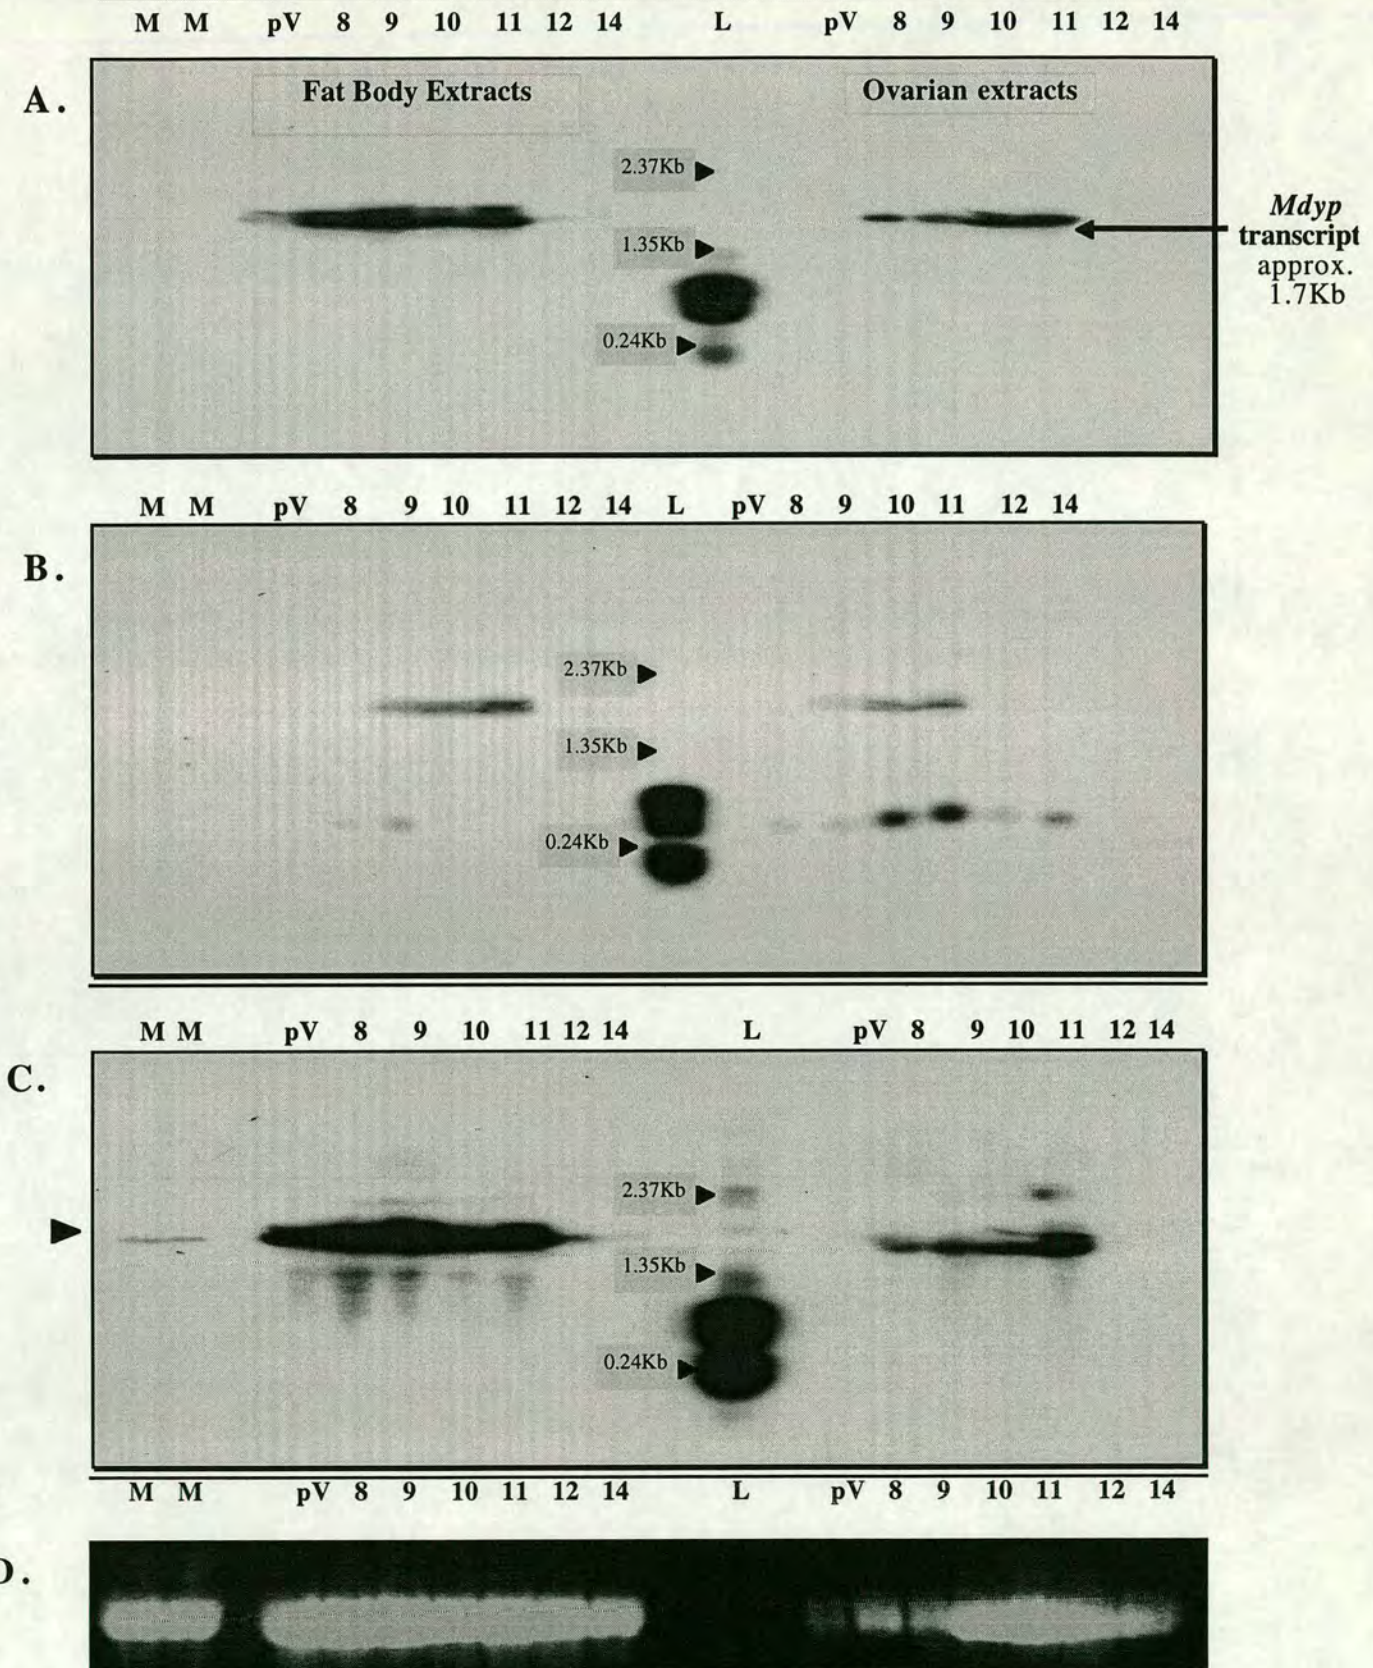 M M pV 8 9 10 11 12 14 L pV 8 9 10 11 12 14
A.
Fat Body Extracts
Ovarian extracts
2.37Kb
1.35Kb
0.24Kb
Mdyp
transcript
approx.
1.7Kb
M M pV 8 9 10 11 12 14 L pV 8 9 10 11 12 14
B.
2.37Kb
1.35Kb
0.24Kb
M M pV 8 9 10 11 12 14 L pV 8 9 10 11 12 14
C.
2.37Kb
1.35Kb
0.24Kb
M M pV 8 9 10 11 12 14 L pV 8 9 10 11 12 14
D.